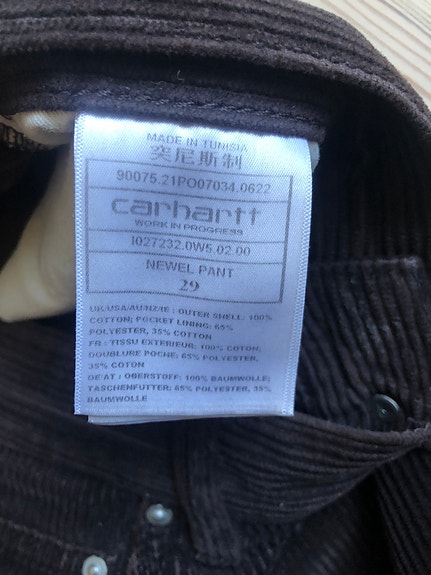 MADE IN TUNISIA
突尼斯制
90075.21PO07034.0622
carhartt
WORK IN PROGRESS
I027232.0W5.02.00
NEWEL PANT
29
UK/USA/AU/NZ/IE : OUTER SHELL: 100%
COTTON; POCKET LINING: 65%
POLYESTER, 35% COTTON
FR : TISSU EXTERIEUR: 100% COTON;
DOUBLURE POCHE; 65% POLYESTER,
35% COTON
DE/AT : OBERSTOFF: 100% BAUMWOLLE;
TASCHENFUTTER: 65% POLYESTER, 35%
BAUMWOLLE